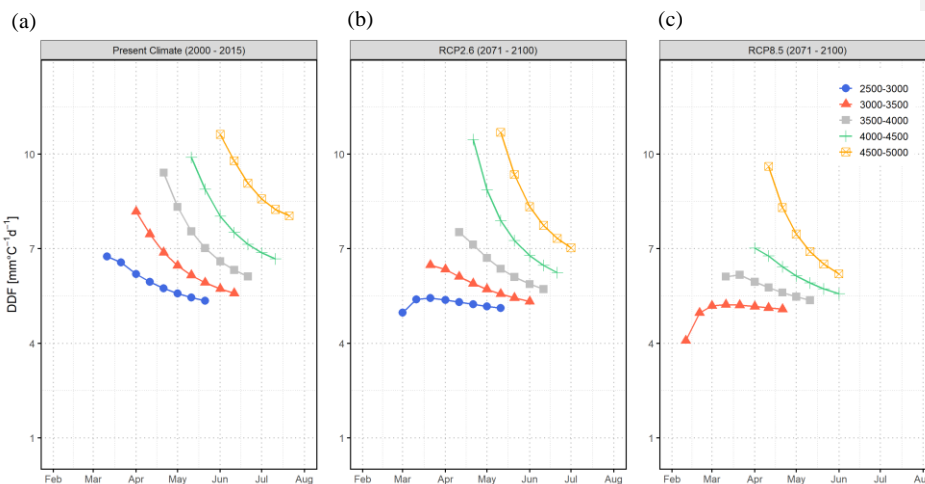 (a)
(b)
(c)
Present Climate (2000 - 2015)
RCP2.6 (2071 - 2100)
RCP8.5 (2071 - 2100)
2500-3000
3000-3500
3500-4000
4000-4500
4500-5000
DDF [mm°C⁻¹d⁻¹]
10
7
4
1
10
7
4
1
10
7
4
1
Feb Mar Apr May Jun Jul Aug
Feb Mar Apr May Jun Jul Aug
Feb Mar Apr May Jun Jul Aug